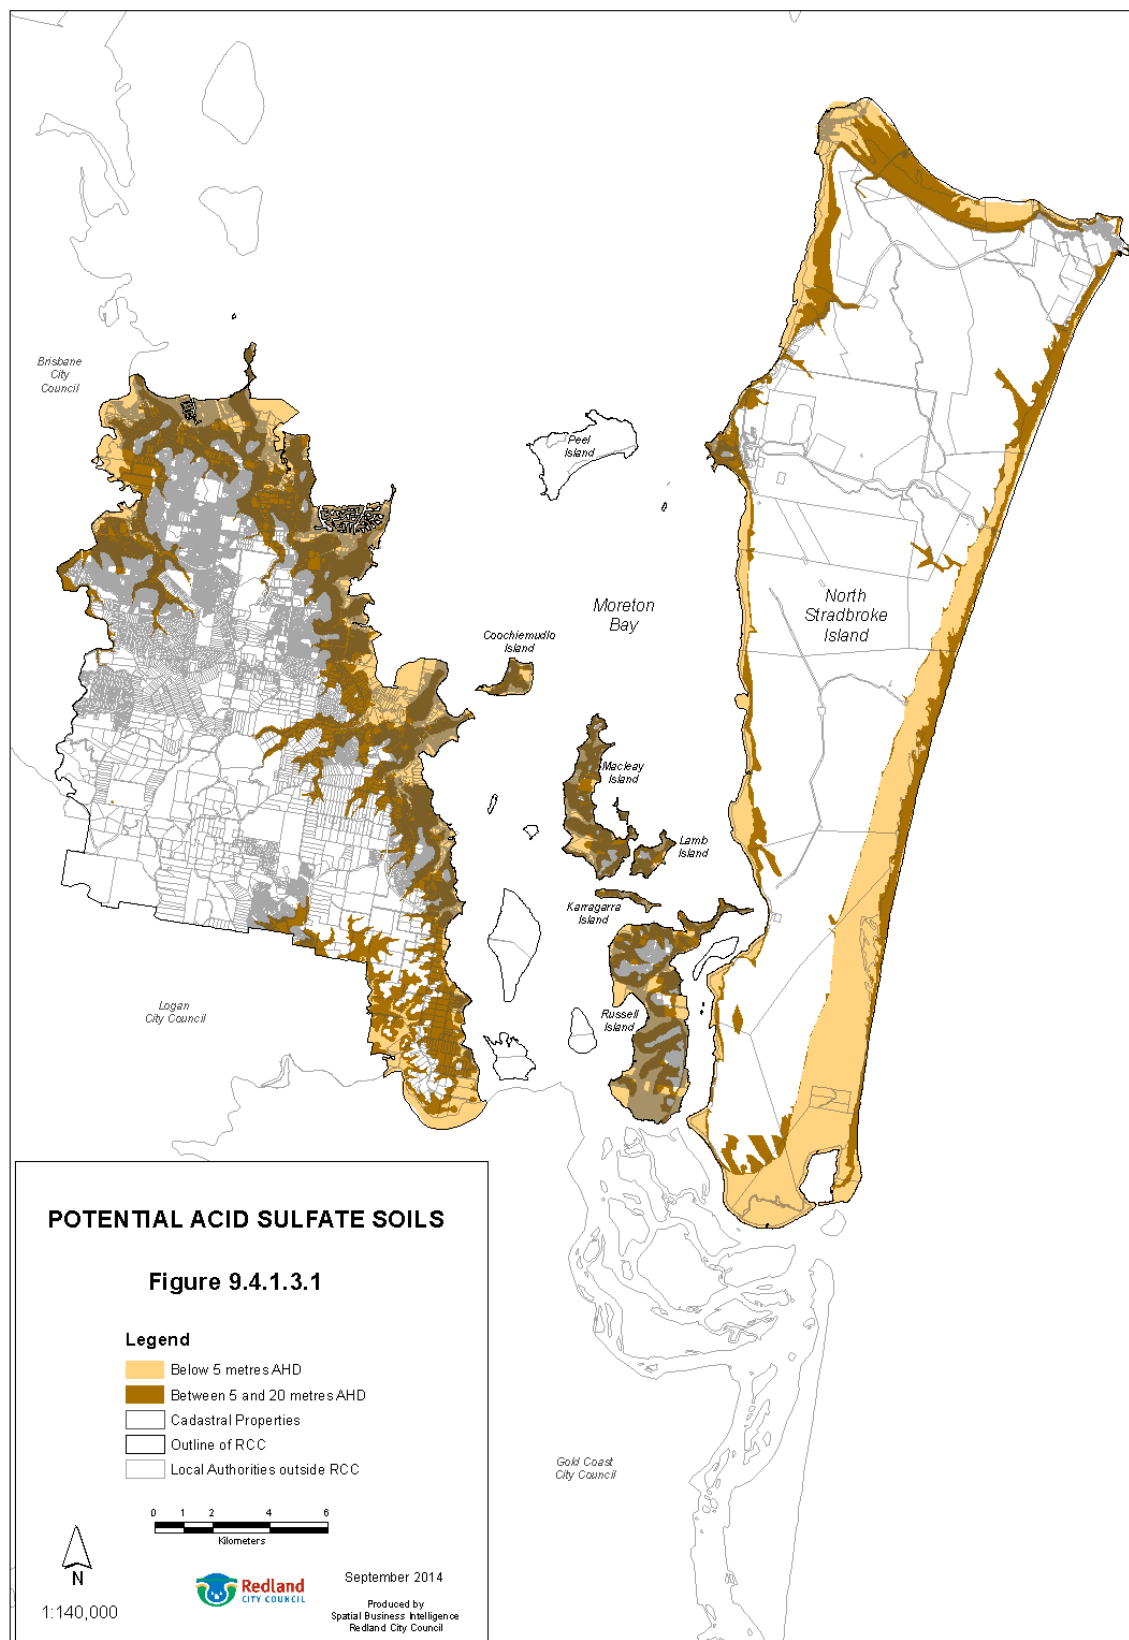 Brisbane
City
Council
Peel
Island
Moreton
Bay
North
Stradbroke
Island
Coochiemudlo
Island
Macleay
Island
Lamb
Island
Karragarra
Island
Russell
Island
Logan
City Council
Gold Coast
City Council
POTENTIAL ACID SULFATE SOILS
Figure 9.4.1.3.1
Legend
Below 5 metres AHD
Between 5 and 20 metres AHD
Cadastral Properties
Outline of RCC
Local Authorities outside RCC
0 1 2 4 6
Kilometers
N
1:140,000
Redland
CITY COUNCIL
September 2014
Produced by
Spatial Business Intelligence
Redland City Council